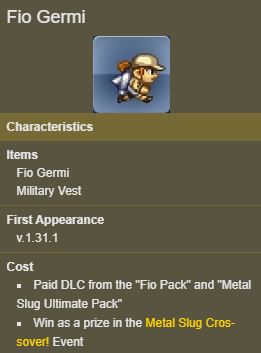 Fio Germi
Characteristics
Items
Fio Germi
Military Vest
First Appearance
v.1.31.1
Cost
▪ Paid DLC from the "Fio Pack" and "Metal
Slug Ultimate Pack"
▪ Win as a prize in the Metal Slug Cros-
sover! Event